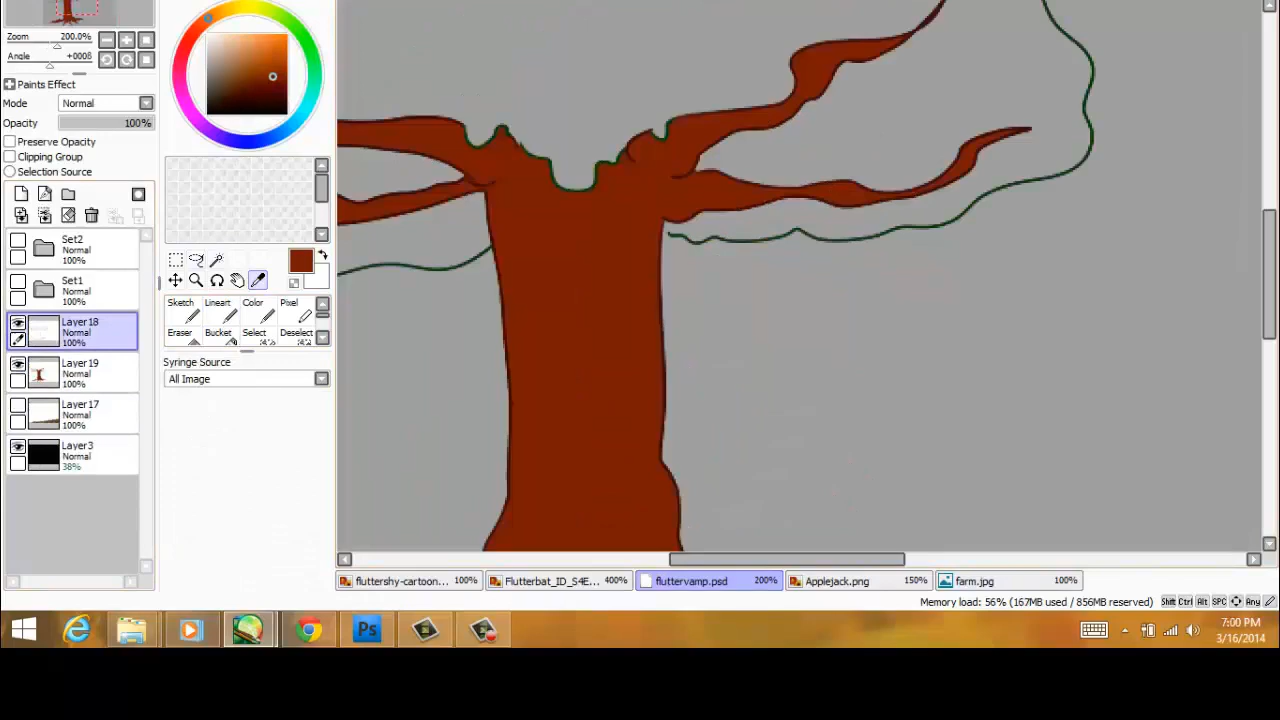 Zoom 200.0%
Angle +0008
Paints Effect
Mode Normal
Opacity 100%
Preserve Opacity
Clipping Group
Selection Source
Set2
Normal
100%
Set1
Normal
100%
Layer18
Normal
100%
Layer19
Normal
100%
Layer17
Normal
100%
Layer3
Normal
38%
Sketch Lineart Color Pixel
Eraser Bucket Select Deselect
Syringe Source
All Image
fluttershy-cartoon... 100% Flutterbat_ID_S4E... 400% fluttervamp.psd 200% Applejack.png 150% farm.jpg 100%
Memory load: 56% (167MB used / 856MB reserved) Shift Ctrl Alt SPC Any
Ps
7:00 PM
3/16/2014